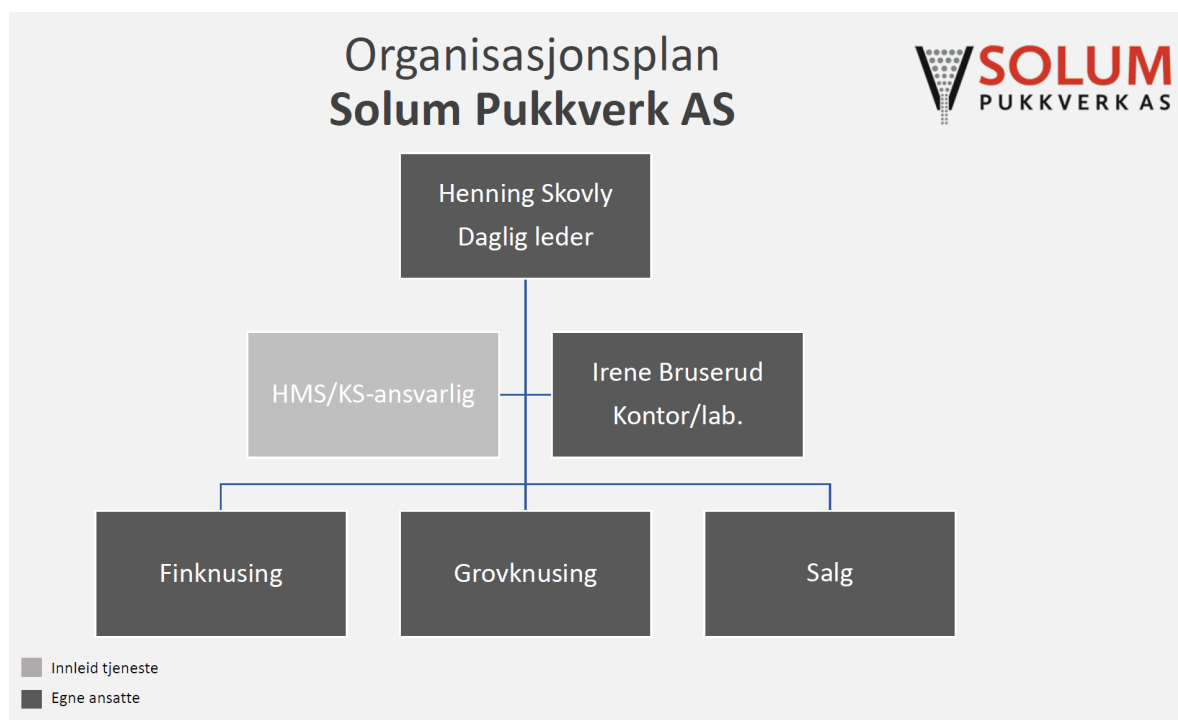 Organisasjonsplan
Solum Pukkverk AS
SOLUM
PUKKVERK AS
Henning Skovly
Daglig leder
HMS/KS-ansvarlig
Irene Bruserud
Kontor/lab.
Finknusing
Grovknusing
Salg
Innleid tjeneste
Egne ansatte